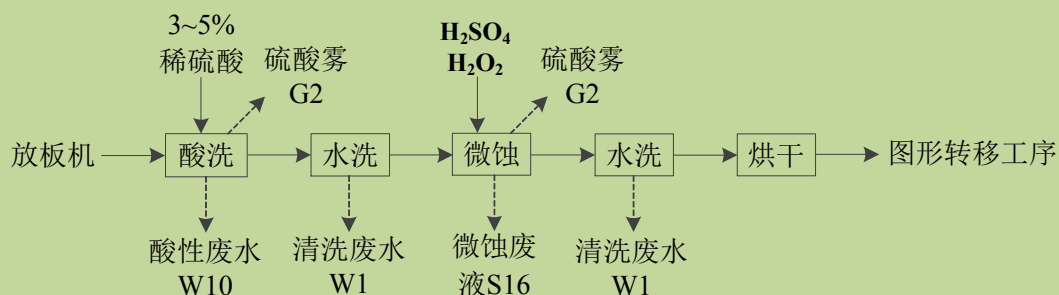 3~5%
稀硫酸
硫酸雾
G2
H₂SO₄
H₂O₂
硫酸雾
G2
放板机
酸洗
水洗
微蚀
水洗
烘干
图形转移工序
酸性废水
W10
清洗废水
W1
微蚀废
液S16
清洗废水
W1